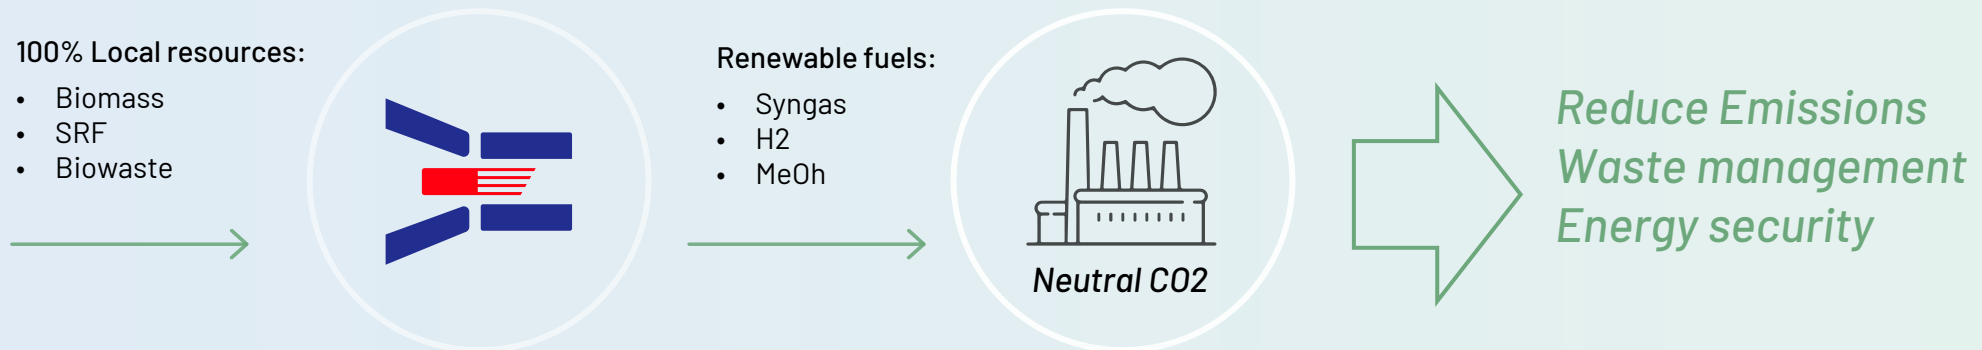 100% Local resources:
• Biomass
• SRF
• Biowaste
Renewable fuels:
• Syngas
• H2
• MeOh
Neutral CO2
Reduce Emissions
Waste management
Energy security